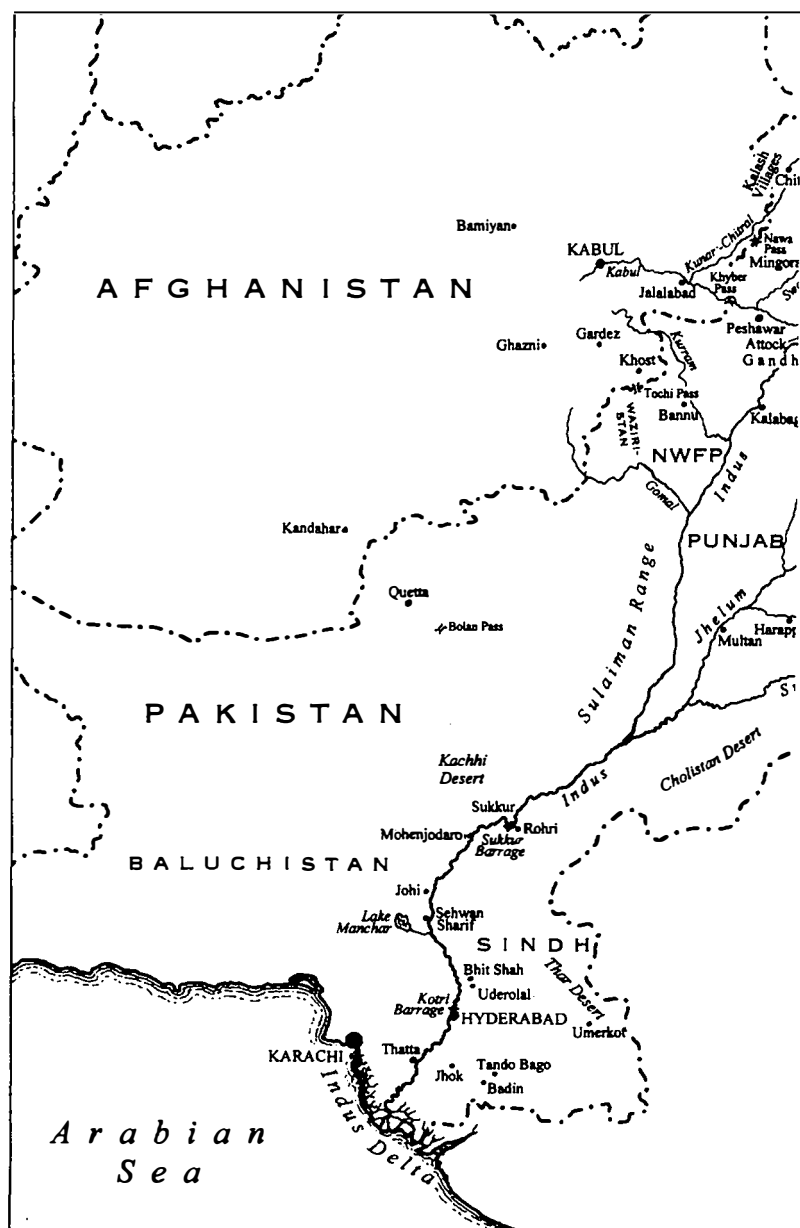 Kalash
Villages
Bamiyan
KABUL
Kabul
Kunar-Chitral
Nawa
Pass
AFGHANISTAN
Jalalabad
Khyber
Pass
Peshawar
Attock
Ghazni
Gardez
Khost
Kurram
Tochi Pass
WAZIRI-
STAN
Bannu
NWFP
Gomal
Indus
Kandahar
PUNJAB
Quetta
Bolan Pass
Sulaiman Range
Jhelum
Multan
PAKISTAN
Kachhi
Desert
Cholistan Desert
Indus
Sukkur
Rohri
Mohenjodaro
Sukkur
Barrage
BALUCHISTAN
Johi
Lake
Manchar
Sehwan
Sharif
SINDH
Bhit Shah
Uderolal
Thar Desert
Kotri
Barrage
HYDERABAD
Umerkot
KARACHI
Thatta
Jhok
Tando Bago
Badin
Indus Delta
Arabian
Sea